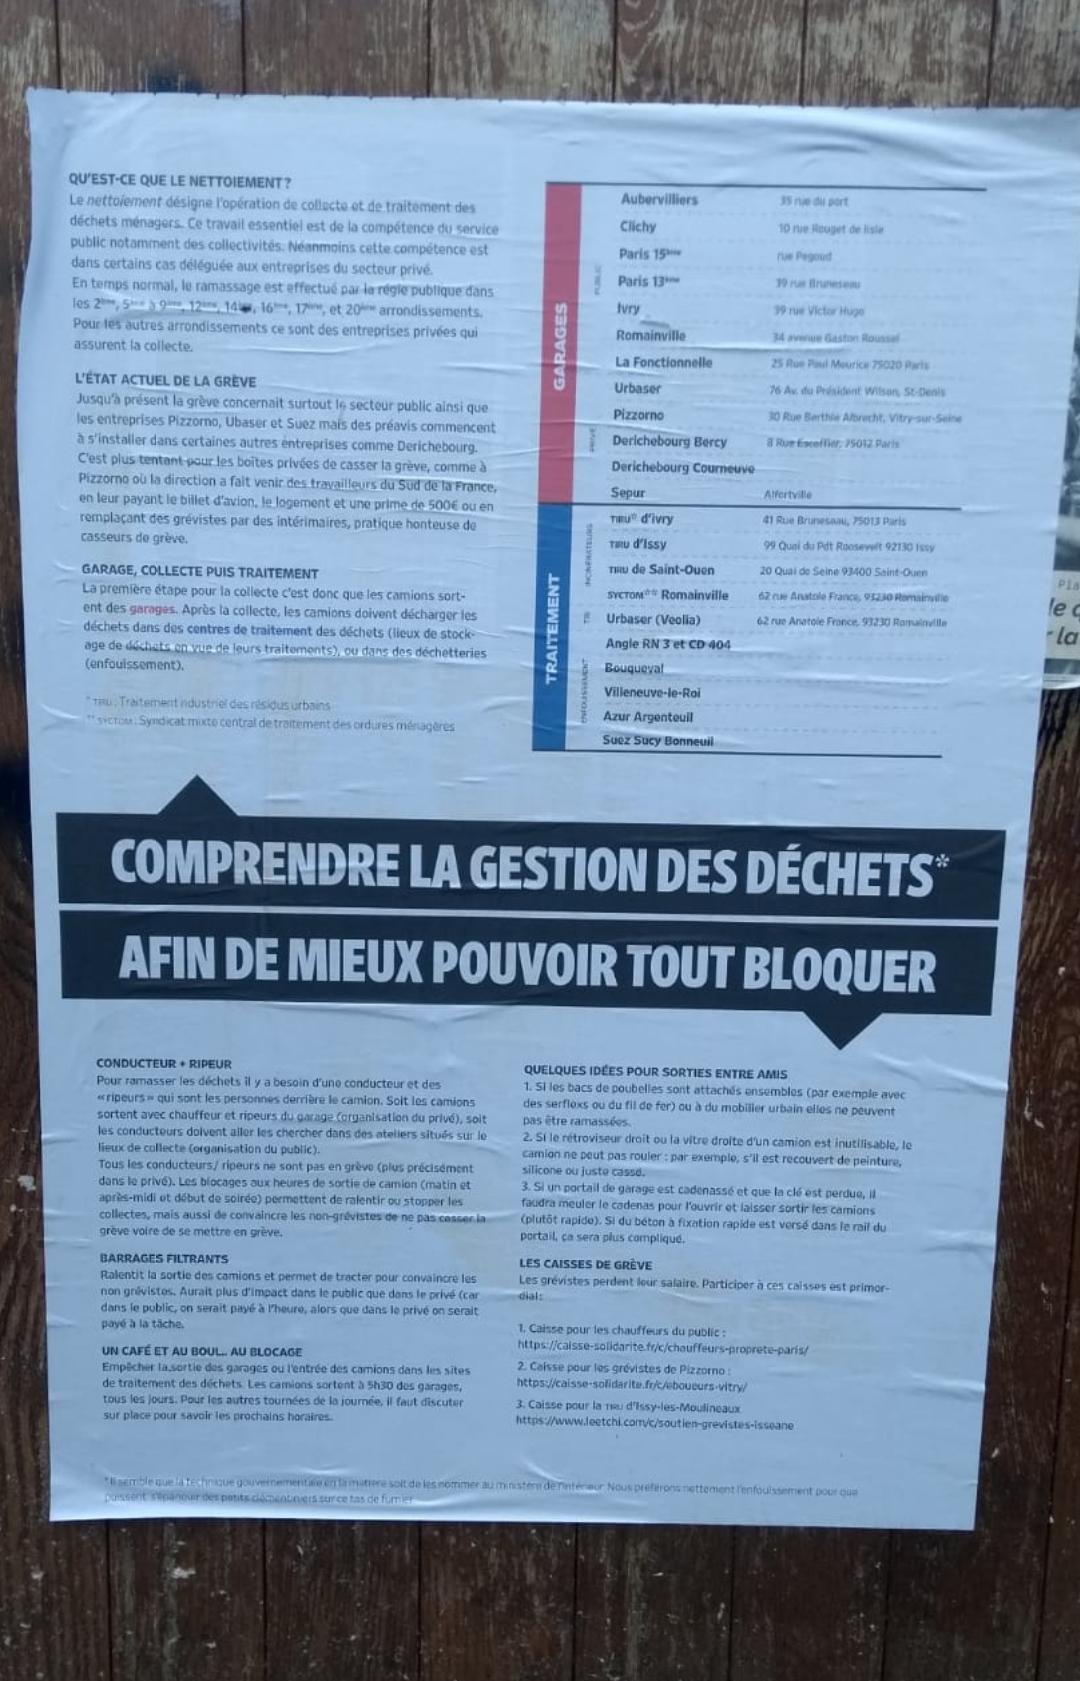 QU'EST-CE QUE LE NETTOIEMENT ?
Le nettoiement désigne l'opération de collecte et de traitement des
déchets ménagers. Ce travail essentiel est de la compétence du service
public notamment des collectivités. Néanmoins cette compétence est
dans certains cas déléguée aux entreprises du secteur privé.
En temps normal, le ramassage est effectué par la régie publique dans
les 2ème, 5ème à 9ème, 12ème, 14, 16ème, 17ème, et 20ème arrondissements.
Pour les autres arrondissements ce sont des entreprises privées qui
assurent la collecte.
L'ÉTAT ACTUEL DE LA GRÈVE
Jusqu'à présent la grève concernait surtout le secteur public ainsi que
les entreprises Pizzorno, Ubaser et Suez mais des préavis commencent
à s'installer dans certaines autres entreprises comme Derichebourg.
C'est plus tentant pour les boîtes privées de casser la grève, comme à
Pizzorno où la direction a fait venir des travailleurs du Sud de la France,
en leur payant le billet d'avion, le logement et une prime de 500€ ou en
remplaçant des grévistes par des intérimaires, pratique honteuse de
casseurs de grève.
GARAGE, COLLECTE PUIS TRAITEMENT
La première étape pour la collecte c'est donc que les camions sort-
ent des garages. Après la collecte, les camions doivent décharger les
déchets dans des centres de traitement des déchets (lieux de stock-
age de déchets en vue de leurs traitements), ou dans des déchetteries
(enfouissement).
* TIRU : Traitement industriel des résidus urbains
** SYCTOM : Syndicat mixte central de traitement des ordures ménagères
GARAGES
PUBLIC
Aubervilliers 35 rue du port
Clichy 10 rue Rouget de lisle
Paris 15ème rue Pegoud
Paris 13ème 39 rue Bruneseau
Ivry 39 rue Victor Hugo
Romainville 34 avenue Gaston Roussel
PRIVÉ
La Fonctionnelle 25 Rue Paul Meurice 75020 Paris
Urbaser 76 Av. du Président Wilson, St-Denis
Pizzorno 30 Rue Berthie Albrecht, Vitry-sur-Seine
Derichebourg Bercy 8 Rue Escoffier, 75012 Paris
Derichebourg Courneuve
Sepur Alfortville
TRAITEMENT
INCINÉRATEURS
TIRU* d'ivry 41 Rue Bruneseau, 75013 Paris
TIRU d'Issy 99 Quai du Pdt Roosevelt 92130 Issy
TIRU de Saint-Ouen 20 Quai de Seine 93400 Saint-Ouen
TRI
SYCTOM** Romainville 62 rue Anatole France, 93230 Romainville
Urbaser (Veolia) 62 rue Anatole France, 93230 Romainville
ENFOUISSEMENT
Angle RN 3 et CD 404
Bouqueval
Villeneuve-le-Roi
Azur Argenteuil
Suez Sucy Bonneuil
le
la
COMPRENDRE LA GESTION DES DÉCHETS*
AFIN DE MIEUX POUVOIR TOUT BLOQUER
CONDUCTEUR + RIPEUR
Pour ramasser les déchets il y a besoin d'une conducteur et des
«ripeurs» qui sont les personnes derrière le camion. Soit les camions
sortent avec chauffeur et ripeurs du garage (organisation du privé), soit
les conducteurs doivent aller les chercher dans des ateliers situés sur le
lieux de collecte (organisation du public).
Tous les conducteurs/ ripeurs ne sont pas en grève (plus précisément
dans le privé). Les blocages aux heures de sortie de camion (matin et
après-midi et début de soirée) permettent de ralentir ou stopper les
collectes, mais aussi de convaincre les non-grévistes de ne pas casser la
grève voire de se mettre en grève.
BARRAGES FILTRANTS
Ralentit la sortie des camions et permet de tracter pour convaincre les
non grévistes. Aurait plus d'impact dans le public que dans le privé (car
dans le public, on serait payé à l'heure, alors que dans le privé on serait
payé à la tâche.
UN CAFÉ ET AU BOUL... AU BLOCAGE
Empêcher la sortie des garages ou l'entrée des camions dans les sites
de traitement des déchets. Les camions sortent à 5h30 des garages,
tous les jours. Pour les autres tournées de la journée, il faut discuter
sur place pour savoir les prochains horaires.
QUELQUES IDÉES POUR SORTIES ENTRE AMIS
1. Si les bacs de poubelles sont attachés ensembles (par exemple avec
des serflexs ou du fil de fer) ou à du mobilier urbain elles ne peuvent
pas être ramassées.
2. Si le rétroviseur droit ou la vitre droite d'un camion est inutilisable, le
camion ne peut pas rouler : par exemple, s'il est recouvert de peinture,
silicone ou juste cassé.
3. Si un portail de garage est cadenassé et que la clé est perdue, il
faudra meuler le cadenas pour l'ouvrir et laisser sortir les camions
(plutôt rapide). Si du béton à fixation rapide est versé dans le rail du
portail, ça sera plus compliqué.
LES CAISSES DE GRÈVE
Les grévistes perdent leur salaire. Participer à ces caisses est primor-
dial :
1. Caisse pour les chauffeurs du public :
https://caisse-solidarite.fr/c/chauffeurs-proprete-paris/
2. Caisse pour les grévistes de Pizzorno :
https://caisse-solidarite.fr/c/eboueurs-vitry/
3. Caisse pour la TIRU d'Issy-les-Moulineaux
https://www.leetchi.com/c/soutien-grevistes-isseane
*Il semble que la technique gouvernementale en la matière soit de les nommer au ministère de l'intérieur. Nous préférons nettement l'enfouissement pour que
puissent s'épanouir des petits clémentiniers sur ce tas de fumier